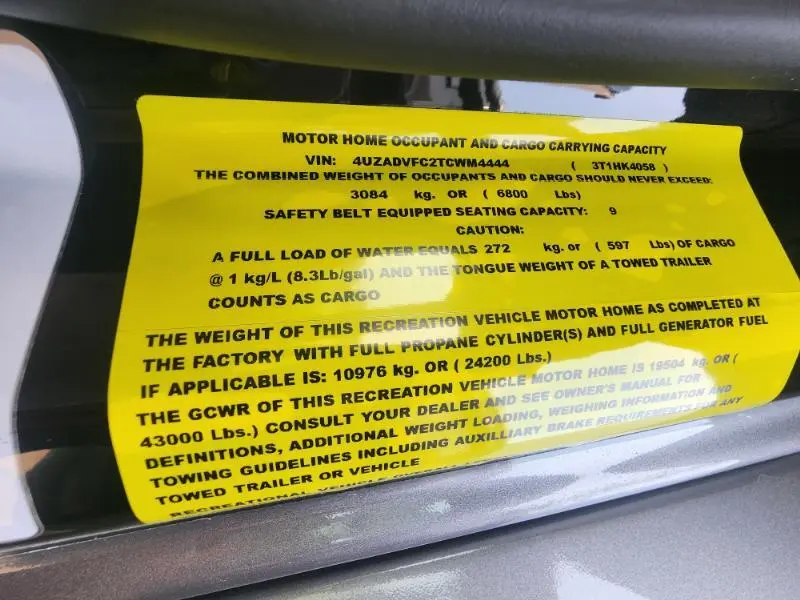 MOTOR HOME OCCUPANT AND CARGO CARRYING CAPACITY
VIN: 4UZADVFC2TCWM4444 ( 3T1HK4058 )
THE COMBINED WEIGHT OF OCCUPANTS AND CARGO SHOULD NEVER EXCEED:
3084 kg. OR ( 6800 Lbs)
SAFETY BELT EQUIPPED SEATING CAPACITY: 9
CAUTION:
A FULL LOAD OF WATER EQUALS 272 kg. or ( 597 Lbs) OF CARGO
@ 1 kg/L (8.3Lb/gal) AND THE TONGUE WEIGHT OF A TOWED TRAILER
COUNTS AS CARGO
THE WEIGHT OF THIS RECREATION VEHICLE MOTOR HOME AS COMPLETED AT
THE FACTORY WITH FULL PROPANE CYLINDER(S) AND FULL GENERATOR FUEL
IF APPLICABLE IS: 10976 kg. OR ( 24200 Lbs.)
THE GCWR OF THIS RECREATION VEHICLE MOTOR HOME IS 19504 kg. OR (
43000 Lbs.) CONSULT YOUR DEALER AND SEE OWNER'S MANUAL FOR
DEFINITIONS, ADDITIONAL WEIGHT LOADING, WEIGHING INFORMATION AND
TOWING GUIDELINES INCLUDING AUXILLIARY BRAKE REQUIREMENTS FOR ANY
TOWED TRAILER OR VEHICLE
RECREATIONAL VEHICLE